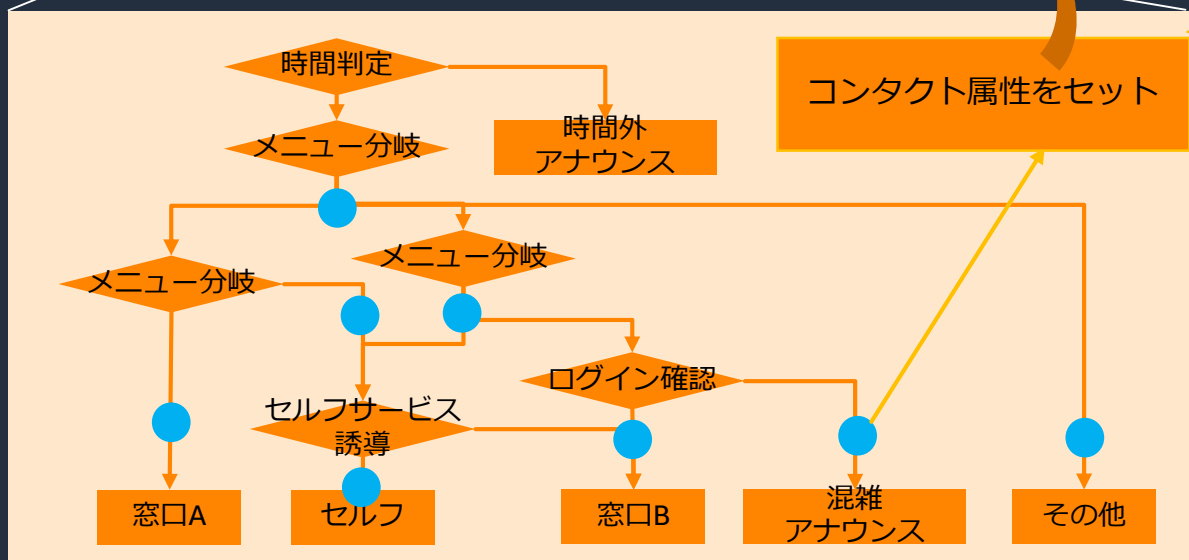 時間判定
コンタクト属性をセット
時間外
アナウンス
メニュー分岐
メニュー分岐
メニュー分岐
ログイン確認
セルフサービス
誘導
窓口A
セルフ
窓口B
混雑
アナウンス
その他